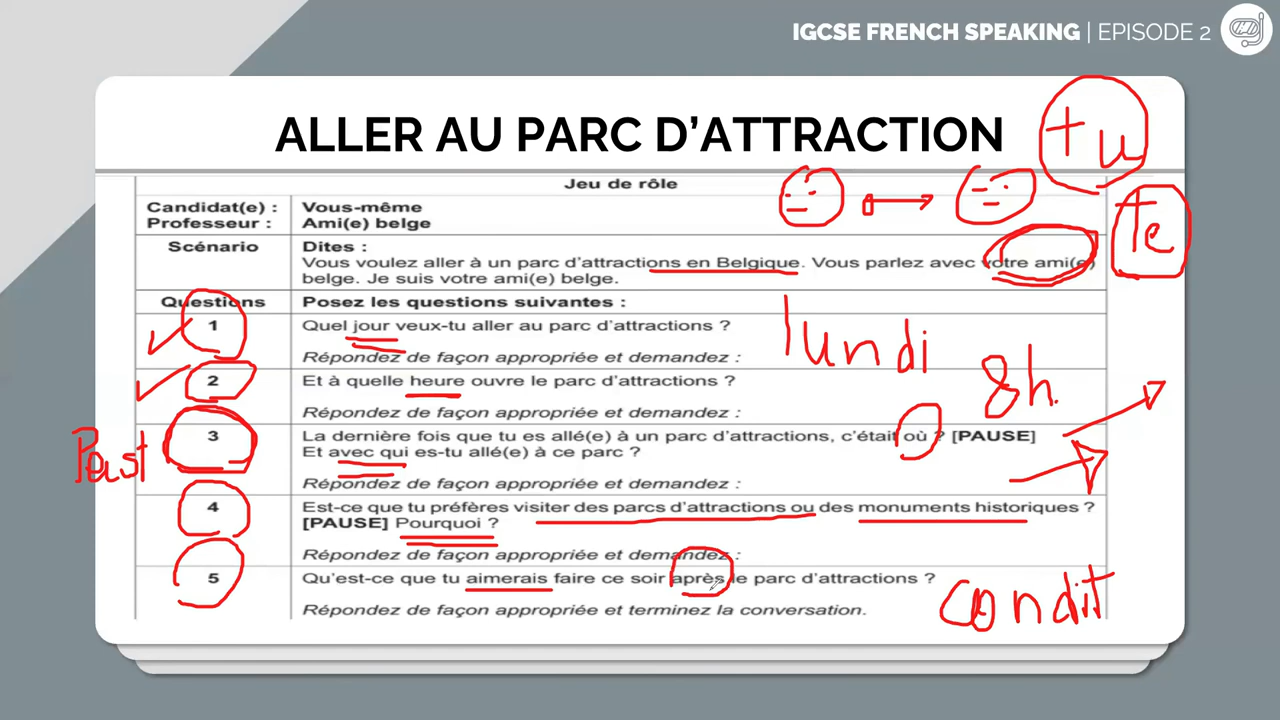 IGCSE FRENCH SPEAKING | EPISODE 2
ALLER AU PARC D'ATTRACTION
tu
Jeu de rôle
Candidat(e) : Vous-même
Professeur : Ami(e) belge
te
Scénario Dites :
Vous voulez aller à un parc d'attractions en Belgique. Vous parlez avec votre ami(e)
belge. Je suis votre ami(e) belge.
Questions Posez les questions suivantes :
1 Quel jour veux-tu aller au parc d'attractions ?
lundi
Répondez de façon appropriée et demandez :
2 Et à quelle heure ouvre le parc d'attractions ?
8h.
Répondez de façon appropriée et demandez :
Past
3 La dernière fois que tu es allé(e) à un parc d'attractions, c'était où ? [PAUSE]
Et avec qui es-tu allé(e) à ce parc ?
Répondez de façon appropriée et demandez :
4 Est-ce que tu préfères visiter des parcs d'attractions ou des monuments historiques ?
[PAUSE] Pourquoi ?
Répondez de façon appropriée et demandez :
5 Qu'est-ce que tu aimerais faire ce soir après le parc d'attractions ?
condit
Répondez de façon appropriée et terminez la conversation.